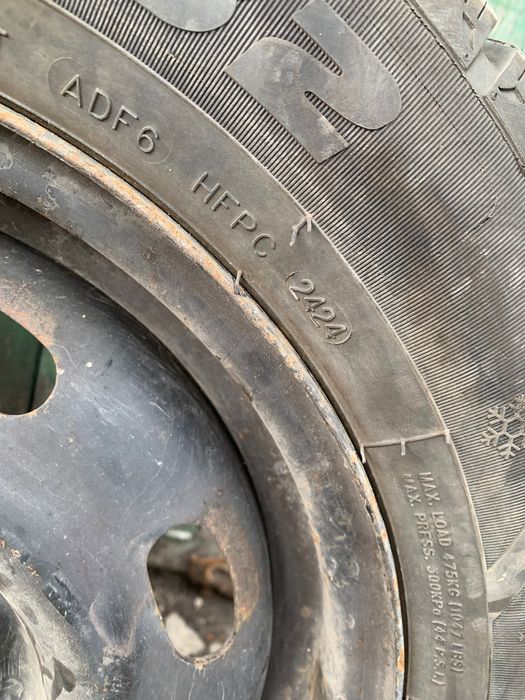 ADF6
HFPC
2424
MAX. LOAD 475KG (1047 LBS)
MAX. PRESS. 300KPa (44 P.S.I.)